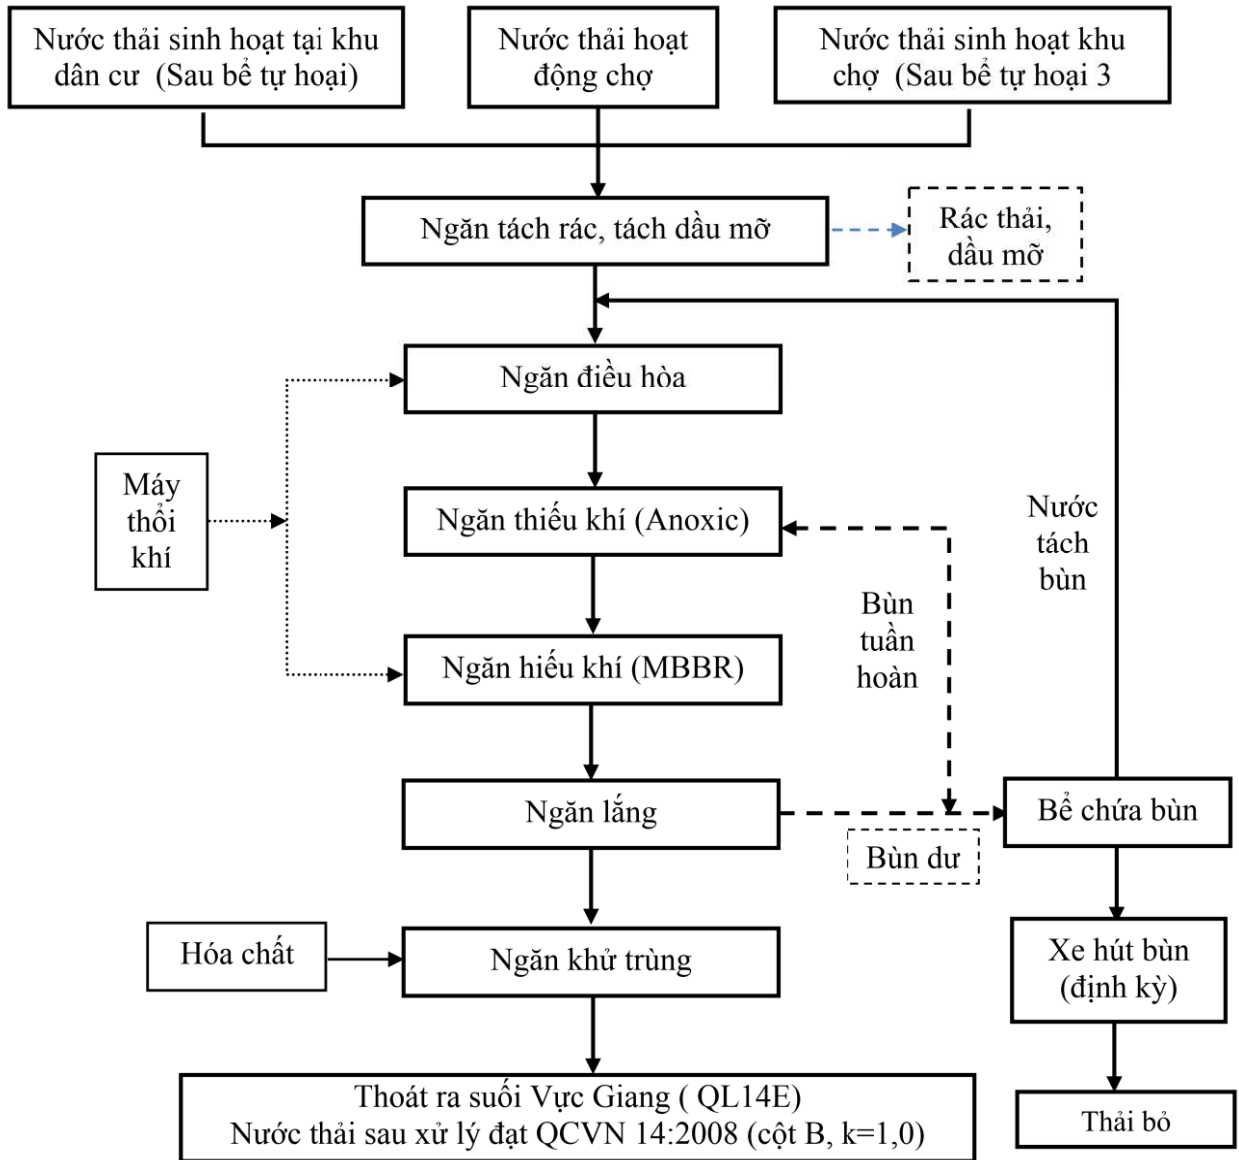 Nước thải sinh hoạt tại khu
dân cư (Sau bể tự hoại)
Nước thải hoạt
động chợ
Nước thải sinh hoạt khu
chợ (Sau bể tự hoại 3
Ngăn tách rác, tách dầu mỡ
Rác thải,
dầu mỡ
Ngăn điều hòa
Máy
thổi
khí
Ngăn thiếu khí (Anoxic)
Nước
tách
bùn
Bùn
tuần
hoàn
Ngăn hiếu khí (MBBR)
Ngăn lắng
Bùn dư
Bể chứa bùn
Hóa chất
Ngăn khử trùng
Xe hút bùn
(định kỳ)
Thoát ra suối Vực Giang ( QL14E)
Nước thải sau xử lý đạt QCVN 14:2008 (cột B, k=1,0)
Thải bỏ